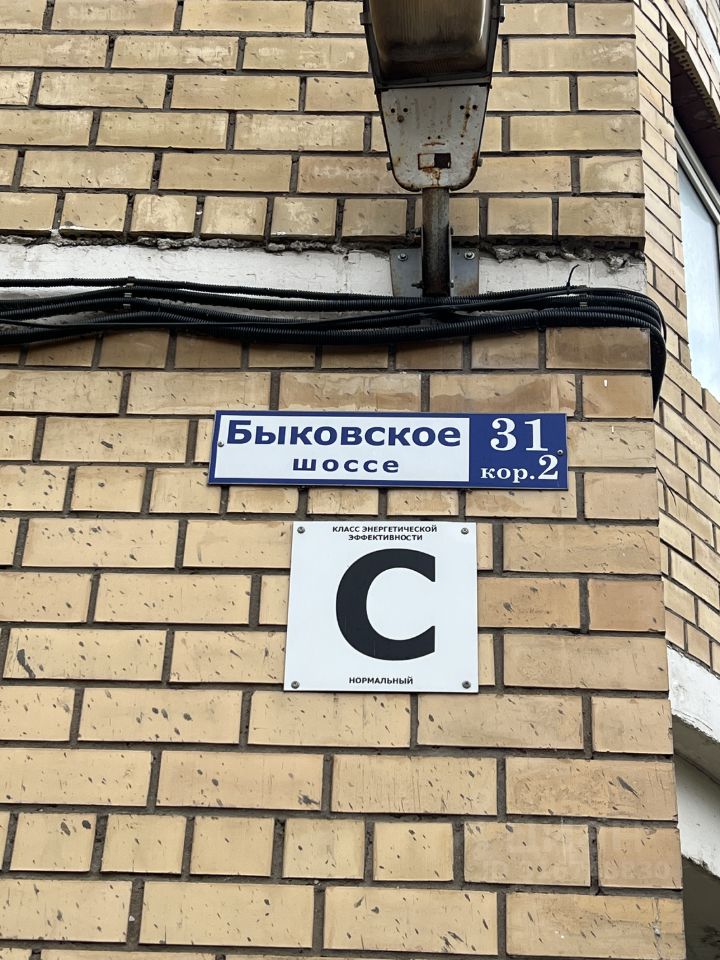 Быковское
шоссе
31
кор.2
КЛАСС ЭНЕРГЕТИЧЕСКОЙ
ЭФФЕКТИВНОСТИ
С
НОРМАЛЬНЫЙ